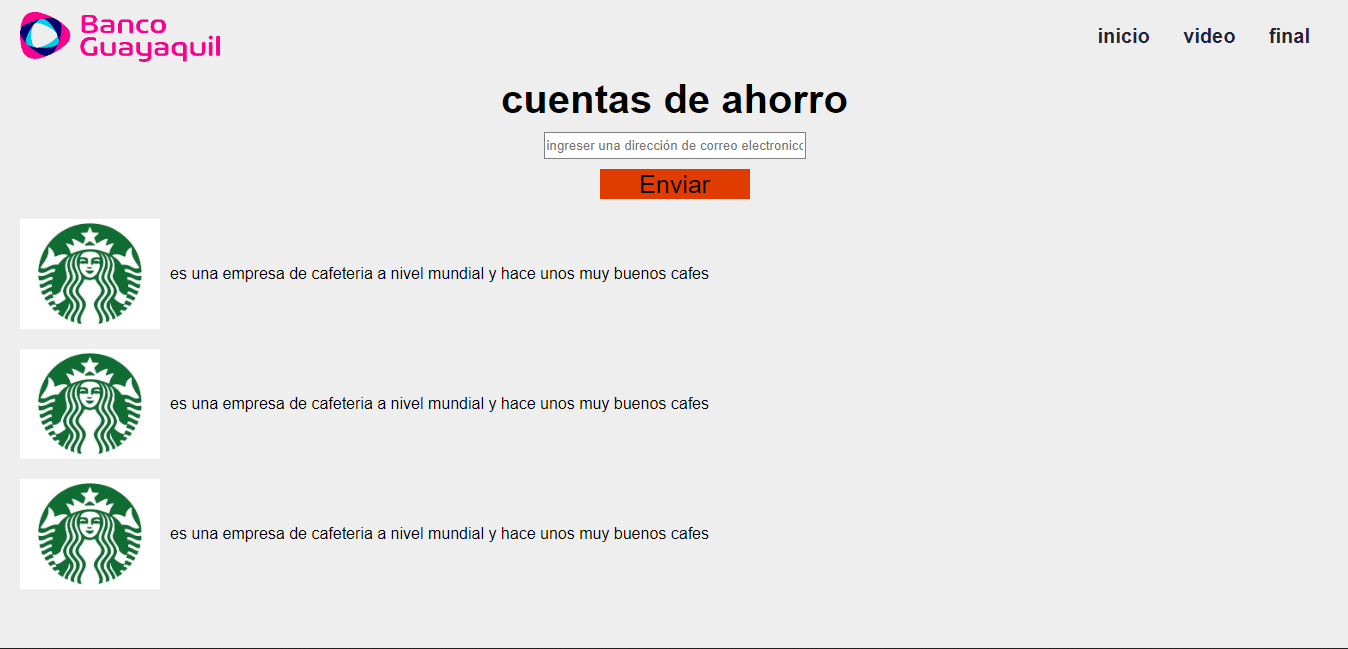 Banco
Guayaquil
inicio video final
cuentas de ahorro
ingreser una dirección de correo electronico
Enviar
es una empresa de cafeteria a nivel mundial y hace unos muy buenos cafes
es una empresa de cafeteria a nivel mundial y hace unos muy buenos cafes
es una empresa de cafeteria a nivel mundial y hace unos muy buenos cafes